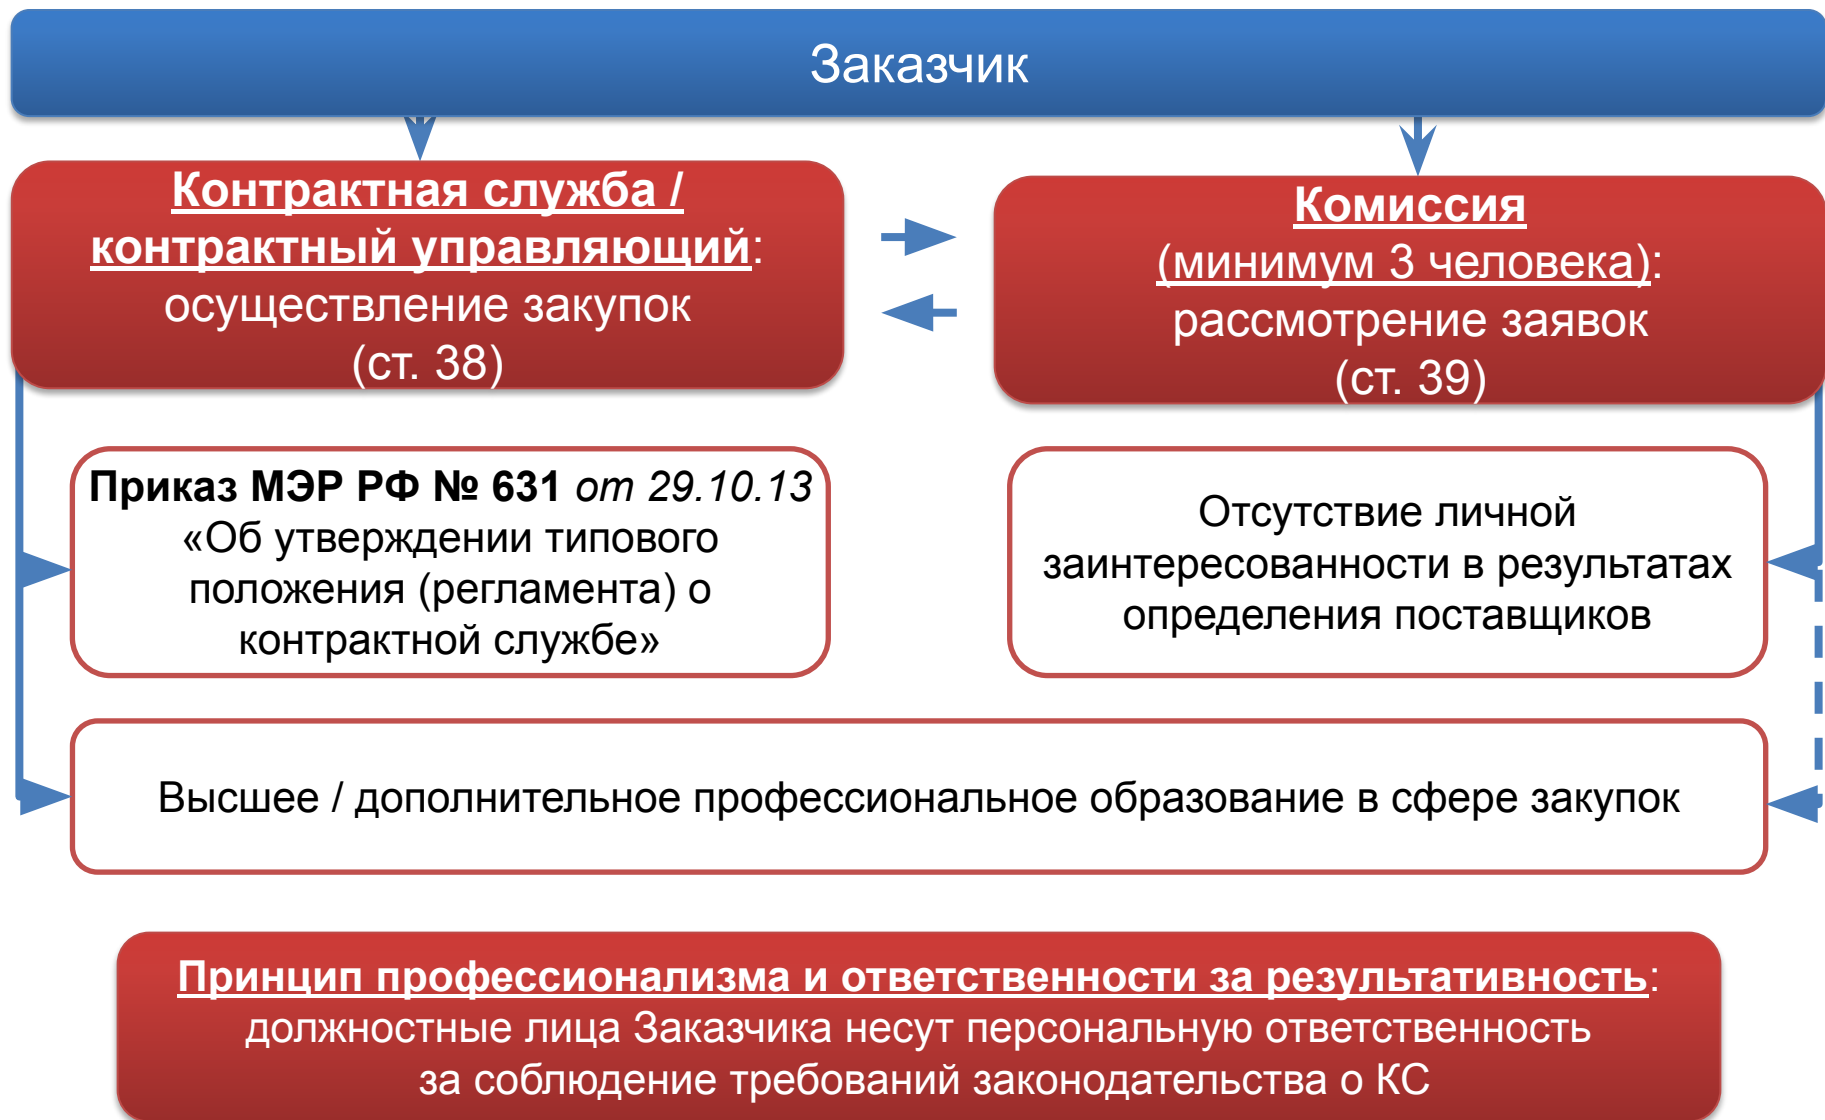 Заказчик
Контрактная служба /
контрактный управляющий:
осуществление закупок
(ст. 38)
Комиссия
(минимум 3 человека):
рассмотрение заявок
(ст. 39)
Приказ МЭР РФ № 631 от 29.10.13
«Об утверждении типового
положения (регламента) о
контрактной службе»
Отсутствие личной
заинтересованности в результатах
определения поставщиков
Высшее / дополнительное профессиональное образование в сфере закупок
Принцип профессионализма и ответственности за результативность:
должностные лица Заказчика несут персональную ответственность
за соблюдение требований законодательства о КС